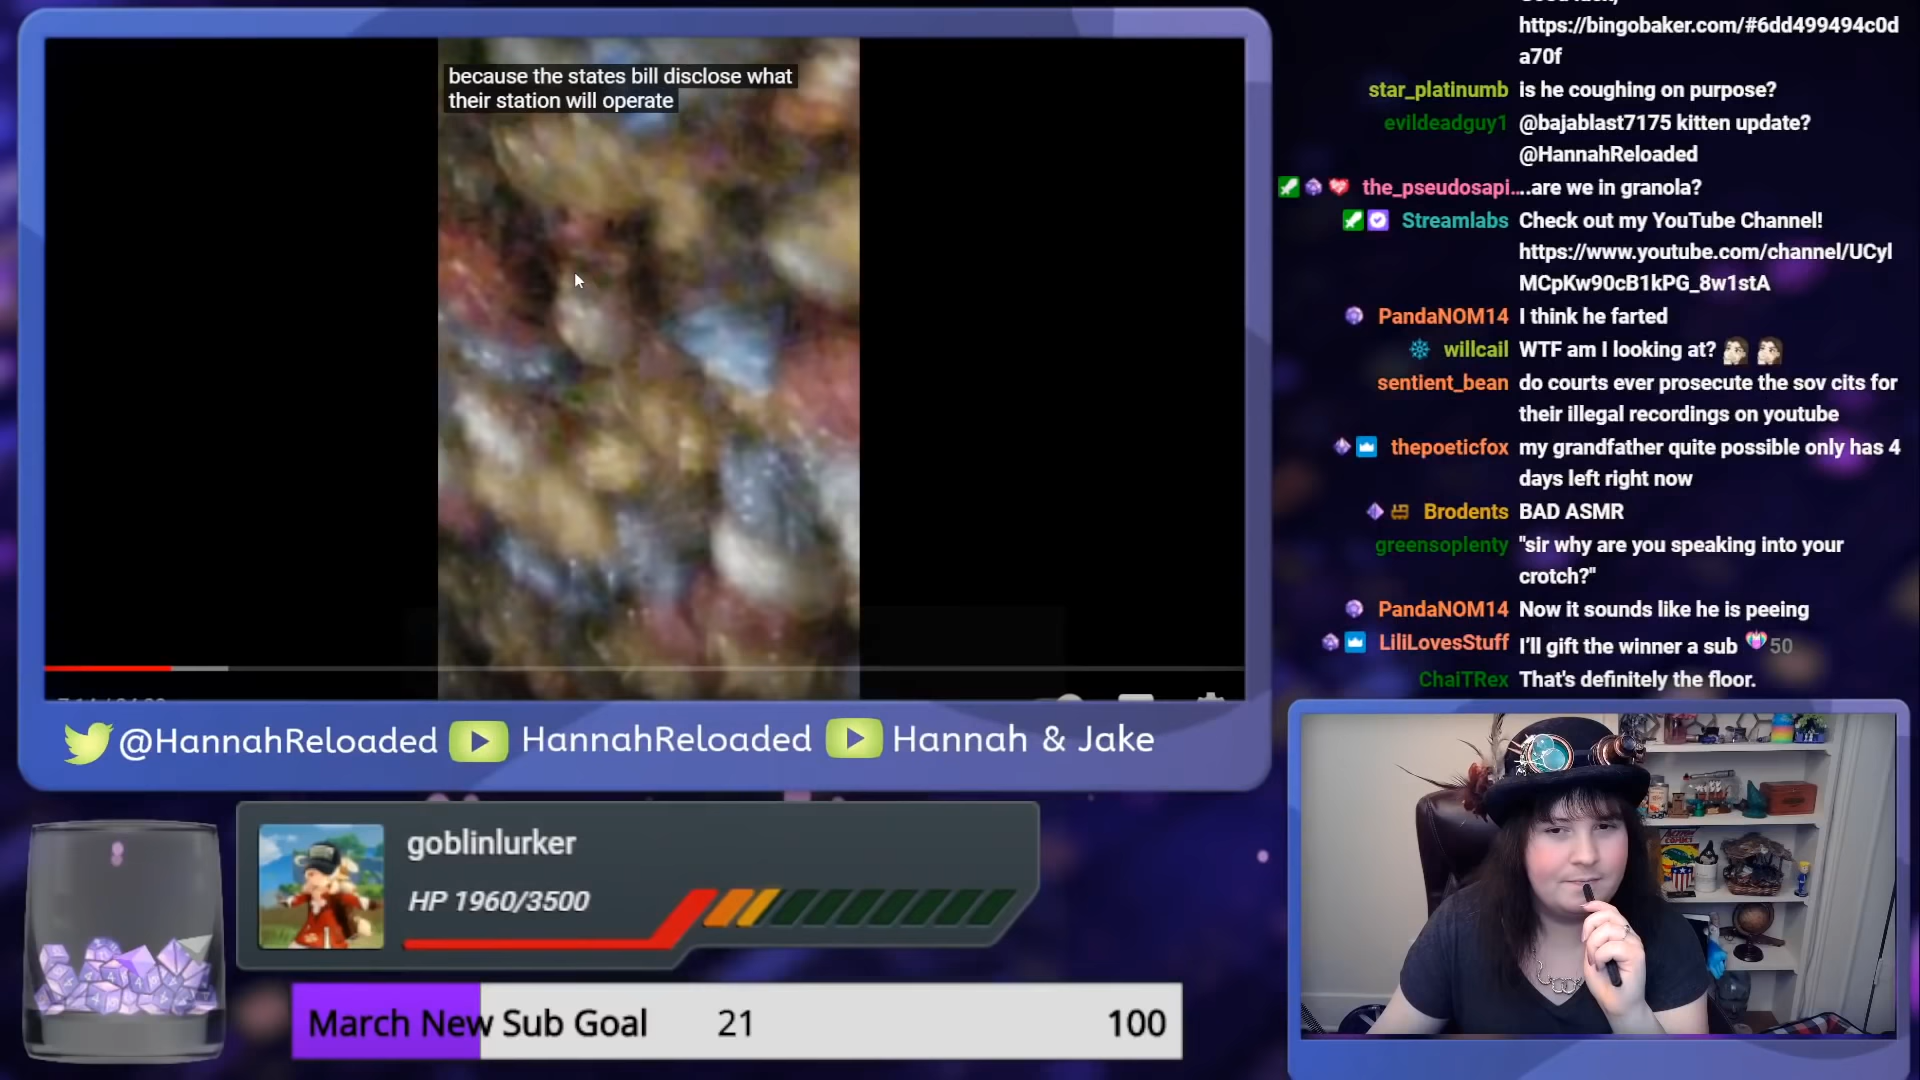 because the states bill disclose what
their station will operate
@HannahReloaded HannahReloaded Hannah & Jake
goblinlurker
HP 1960/3500
March New Sub Goal 21 100
https://bingobaker.com/#6dd499494c0d
a70f
star_platinumb is he coughing on purpose?
evildeadguy1 @bajablast7175 kitten update?
@HannahReloaded
the_pseudosapi... ..are we in granola?
Streamlabs Check out my YouTube Channel!
https://www.youtube.com/channel/UCyl
MCpKw90cB1kPG_8w1stA
PandaNOM14 I think he farted
willcail WTF am I looking at?
sentient_bean do courts ever prosecute the sov cits for
their illegal recordings on youtube
thepoeticfox my grandfather quite possible only has 4
days left right now
Brodents BAD ASMR
greensoplenty "sir why are you speaking into your
crotch?"
PandaNOM14 Now it sounds like he is peeing
LiliLovesStuff I'll gift the winner a sub 50
ChaiTRex That's definitely the floor.